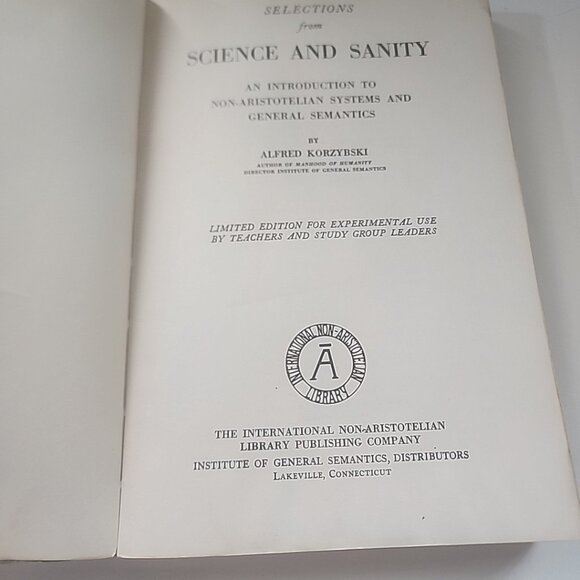 SELECTIONS
from
SCIENCE AND SANITY
AN INTRODUCTION TO
NON-ARISTOTELIAN SYSTEMS AND
GENERAL SEMANTICS
BY
ALFRED KORZYBSKI
AUTHOR OF MANHOOD OF HUMANITY
DIRECTOR INSTITUTE OF GENERAL SEMANTICS
LIMITED EDITION FOR EXPERIMENTAL USE
BY TEACHERS AND STUDY GROUP LEADERS
INTERNATIONAL NON-ARISTOTELIAN
LIBRARY
Ā
THE INTERNATIONAL NON-ARISTOTELIAN
LIBRARY PUBLISHING COMPANY
INSTITUTE OF GENERAL SEMANTICS, DISTRIBUTORS
LAKEVILLE, CONNECTICUT